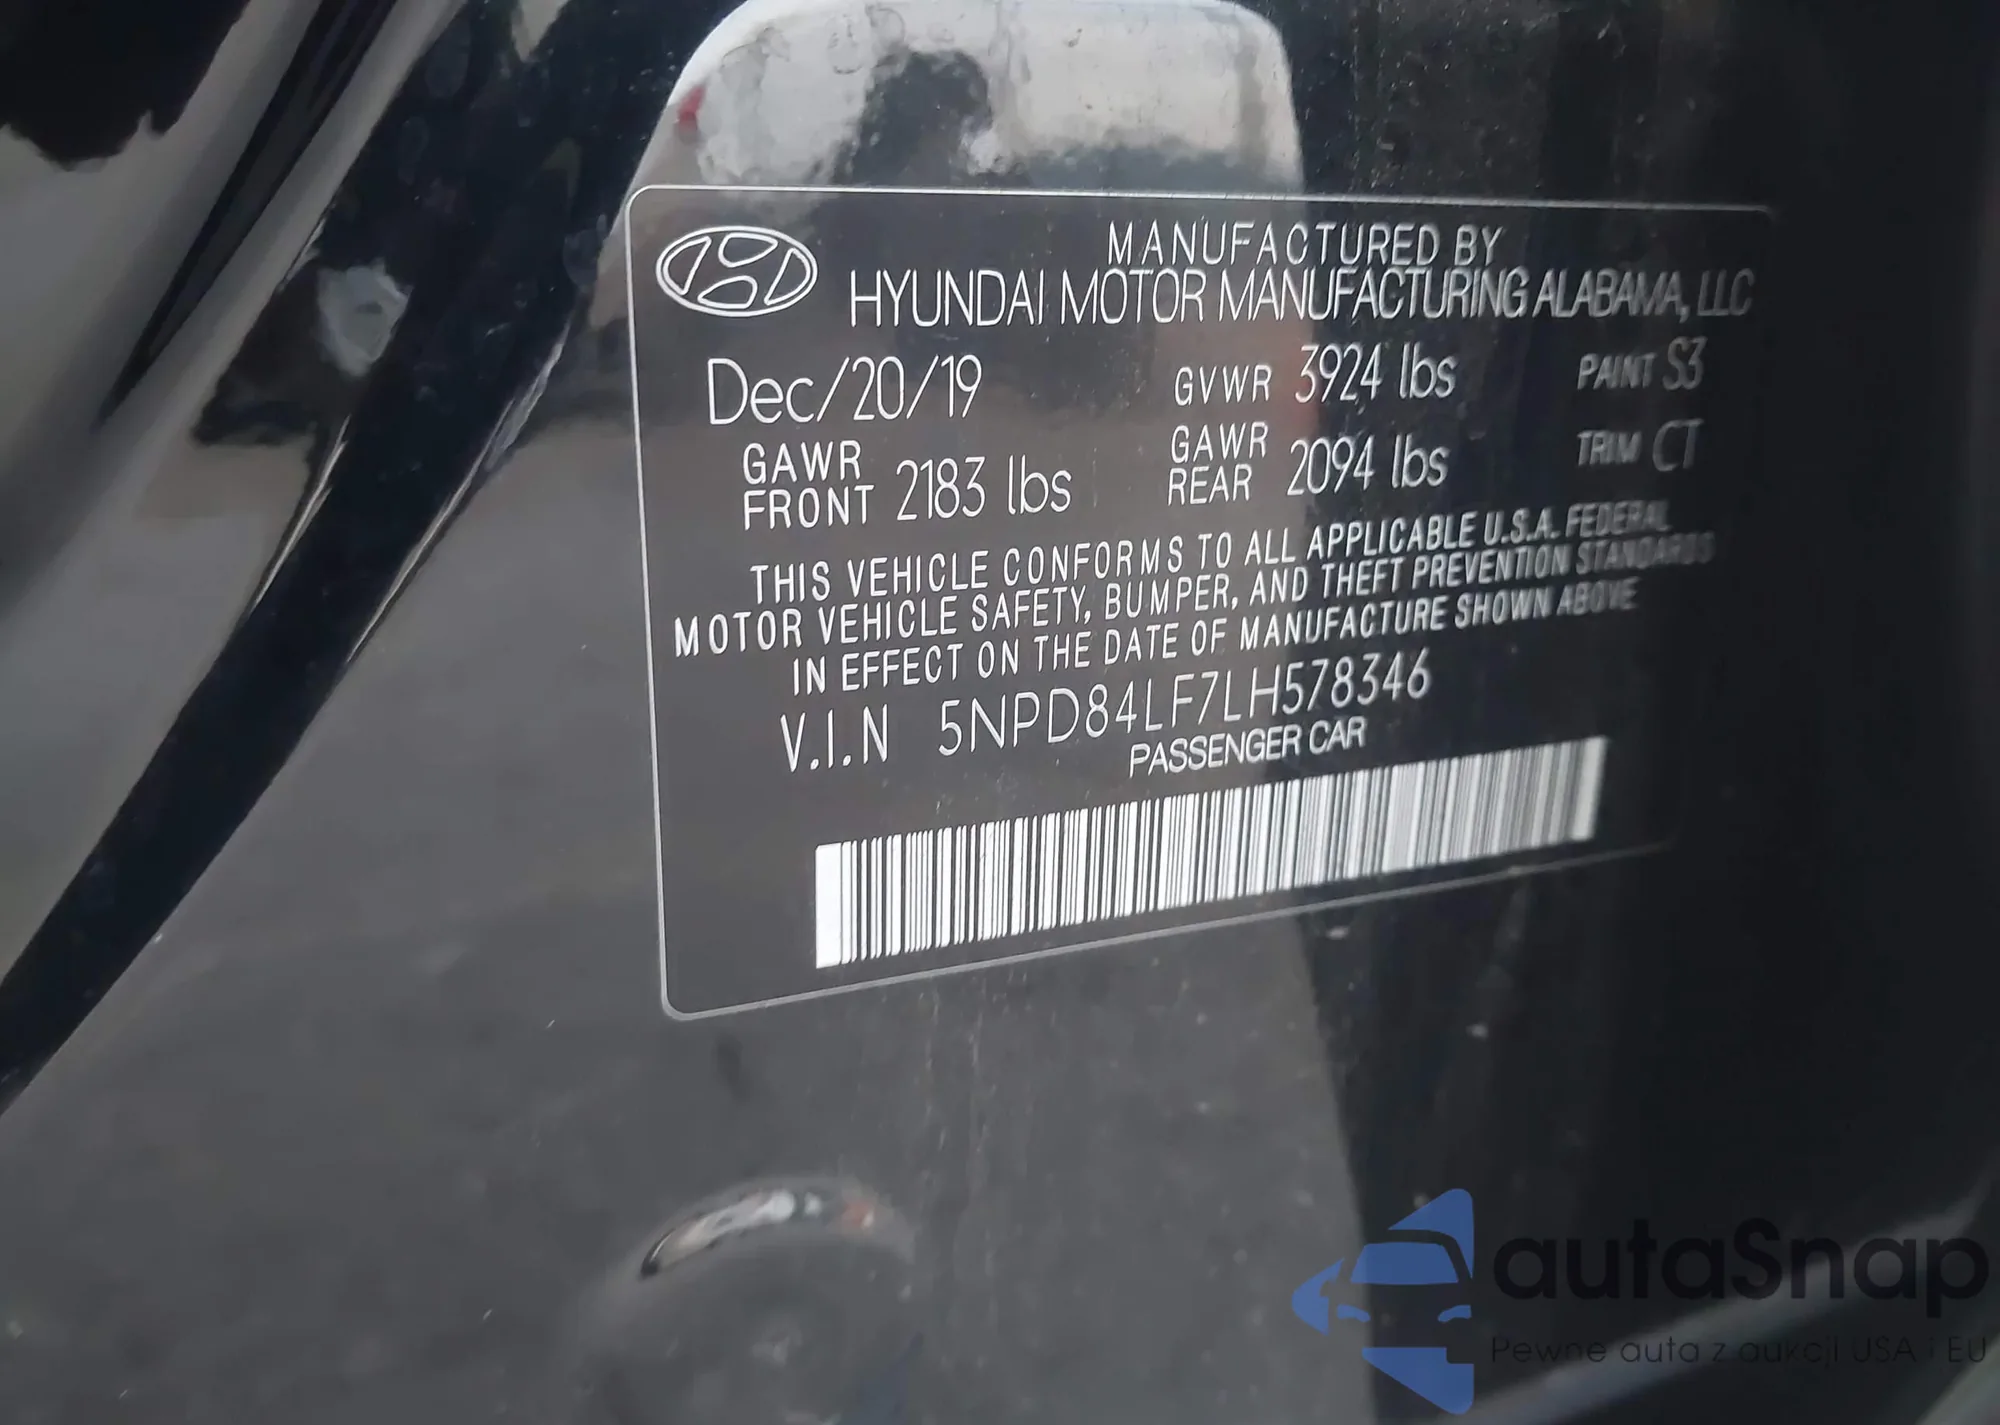 MANUFACTURED BY
HYUNDAI MOTOR MANUFACTURING ALABAMA, LLC
Dec/20/19 GVWR 3924 lbs PAINT S3
GAWR FRONT 2183 lbs GAWR REAR 2094 lbs TRIM CT
THIS VEHICLE CONFORMS TO ALL APPLICABLE U.S.A. FEDERAL
MOTOR VEHICLE SAFETY, BUMPER, AND THEFT PREVENTION STANDARDS
IN EFFECT ON THE DATE OF MANUFACTURE SHOWN ABOVE
V.I.N 5NPD84LF7LH578346
PASSENGER CAR
autaSnap
Pewne auta z aukcji USA i EU